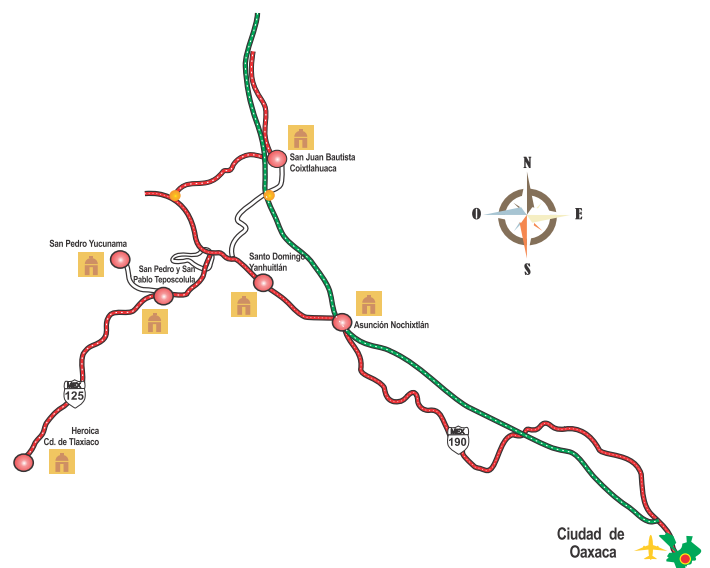 San Juan Bautista
Coixtlahuaca
N
O
E
S
San Pedro Yucunama
San Pedro y San
Pablo Teposcolula
Santo Domingo
Yanhuitlán
Asunción Nochixtlán
MEX
125
Heroica
Cd. de Tlaxiaco
MEX
190
Ciudad de
Oaxaca